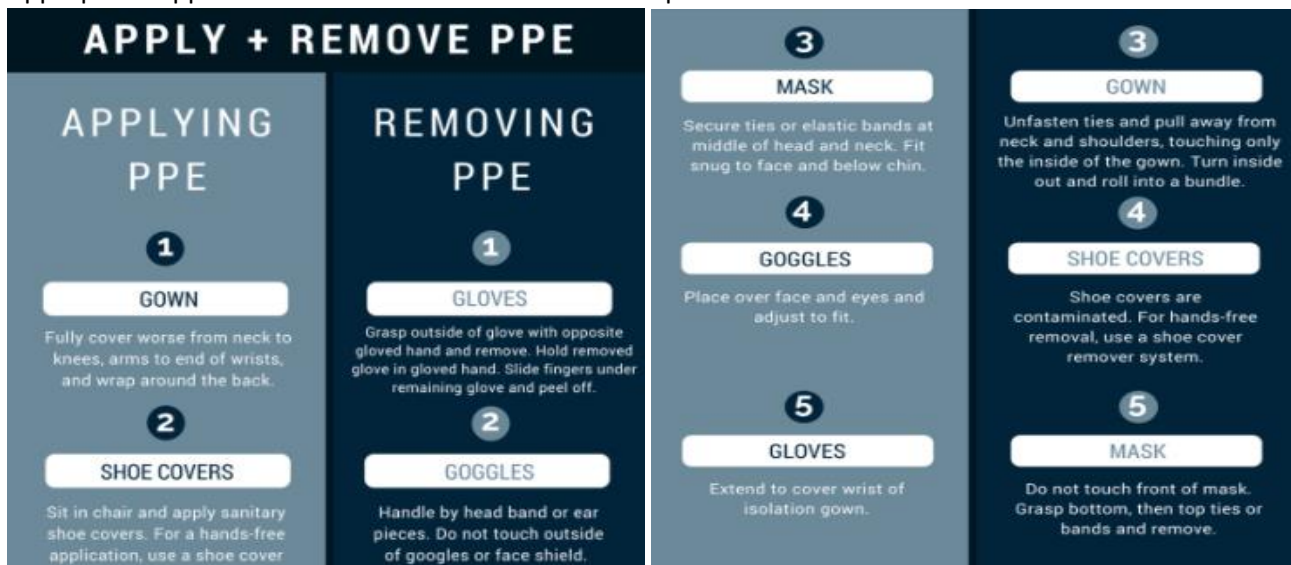 APPLY + REMOVE PPE
APPLYING
PPE
1
GOWN
Fully cover worse from neck to
knees, arms to end of wrists,
and wrap around the back.
2
SHOE COVERS
Sit in chair and apply sanitary
shoe covers. For a hands-free
application, use a shoe cover
REMOVING
PPE
1
GLOVES
Grasp outside of glove with opposite
gloved hand and remove. Hold removed
glove in gloved hand. Slide fingers under
remaining glove and peel off.
2
GOGGLES
Handle by head band or ear
pieces. Do not touch outside
of googles or face shield.
3
MASK
Secure ties or elastic bands at
middle of head and neck. Fit
snug to face and below chin.
4
GOGGLES
Place over face and eyes and
adjust to fit.
5
GLOVES
Extend to cover wrist of
isolation gown.
3
GOWN
Unfasten ties and pull away from
neck and shoulders, touching only
the inside of the gown. Turn inside
out and roll into a bundle.
4
SHOE COVERS
Shoe covers are
contaminated. For hands-free
removal, use a shoe cover
remover system.
5
MASK
Do not touch front of mask.
Grasp bottom, then top ties or
bands and remove.